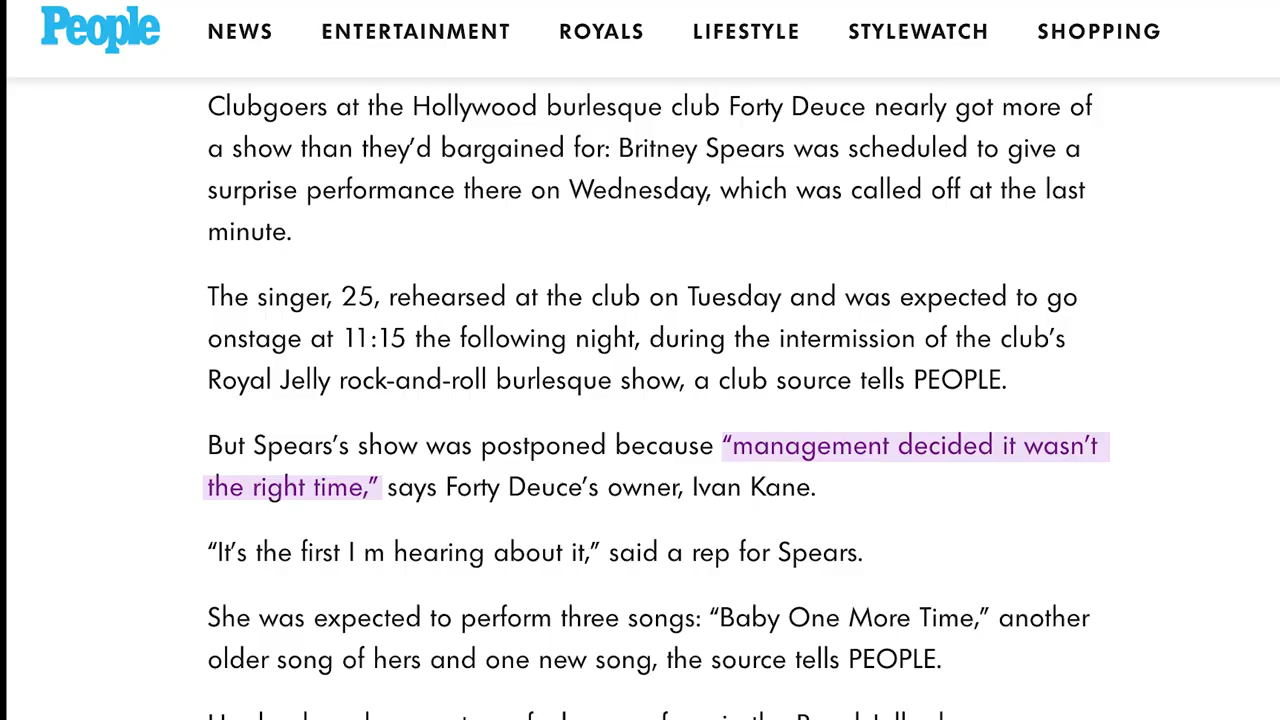 People NEWS ENTERTAINMENT ROYALS LIFESTYLE STYLEWATCH SHOPPING
Clubgoers at the Hollywood burlesque club Forty Deuce nearly got more of
a show than they’d bargained for: Britney Spears was scheduled to give a
surprise performance there on Wednesday, which was called off at the last
minute.
The singer, 25, rehearsed at the club on Tuesday and was expected to go
onstage at 11:15 the following night, during the intermission of the club’s
Royal Jelly rock-and-roll burlesque show, a club source tells PEOPLE.
But Spears’s show was postponed because “management decided it wasn’t
the right time,” says Forty Deuce’s owner, Ivan Kane.
“It’s the first I m hearing about it,” said a rep for Spears.
She was expected to perform three songs: “Baby One More Time,” another
older song of hers and one new song, the source tells PEOPLE.